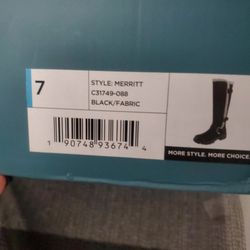 7
STYLE: MERRITT
C31749-088
BLACK/FABRIC
1 90748 93674 4
MORE STYLE. MORE CHOICE